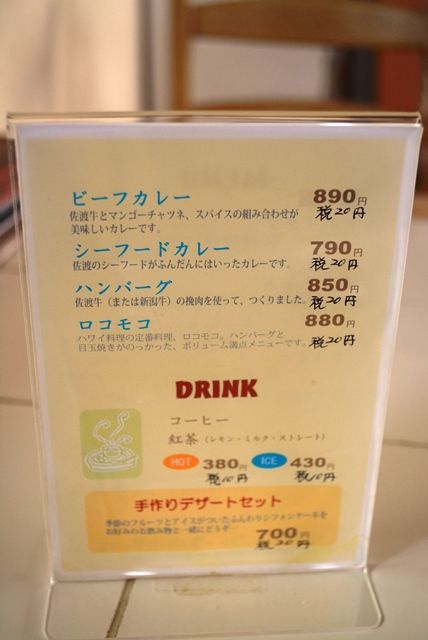 ビーフカレー 890円
佐渡牛とマンゴーチャツネ、スパイスの組み合わせが 税20円
美味しいカレーです。
シーフードカレー 790円
佐渡のシーフードがふんだんにはいったカレーです。 税20円
ハンバーグ 850円
佐渡牛（または新潟牛）の挽肉を使って、つくりました。 税20円
ロコモコ 880円
ハワイ料理の定番料理、ロコモコ。ハンバーグと 税20円
目玉焼きがのっかった、ボリューム満点メニューです。
DRINK
コーヒー
紅茶（レモン・ミルク・ストレート）
HOT 380円 ICE 430円
税10円 税10円
手作りデザートセット
季節のフルーツとアイスがついたふんわりシフォンケーキを
お好みのお飲み物と一緒にどうぞ… 700円
税20円